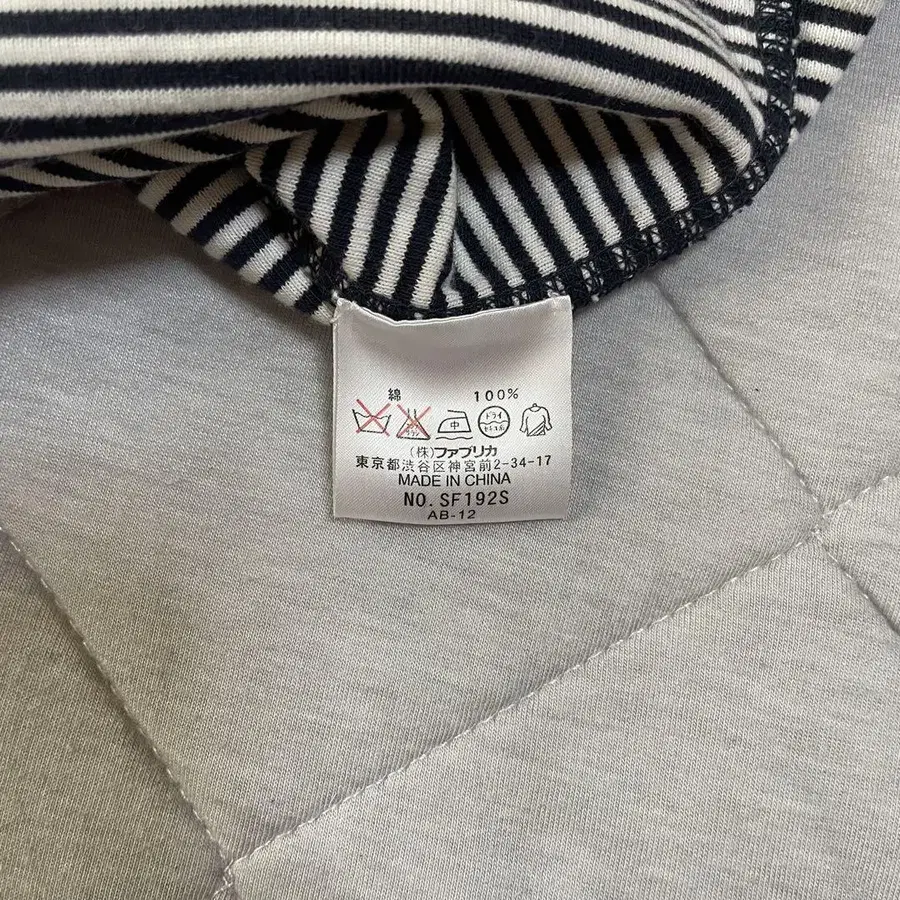 綿 100%
中 ドライ
(株)ファブリカ
東京都渋谷区神宮前2-34-17
MADE IN CHINA
NO. SF192S
AB-12